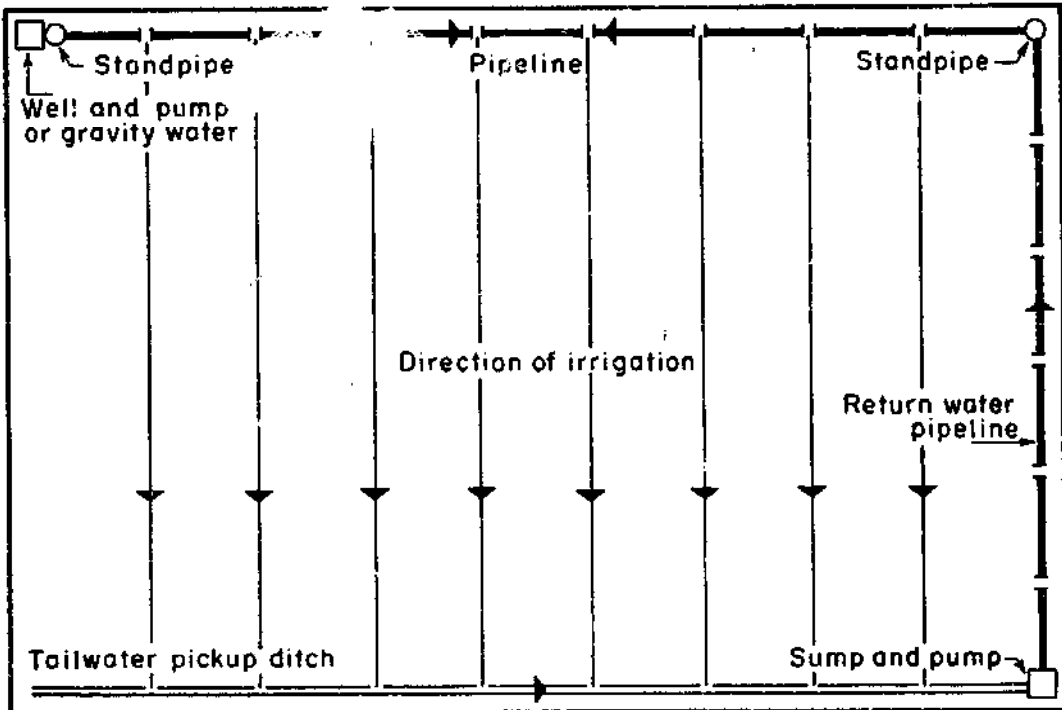 Standpipe
Pipeline
Standpipe
Well and pump
or gravity water
Direction of irrigation
Return water
pipeline
Tailwater pickup ditch
Sump and pump